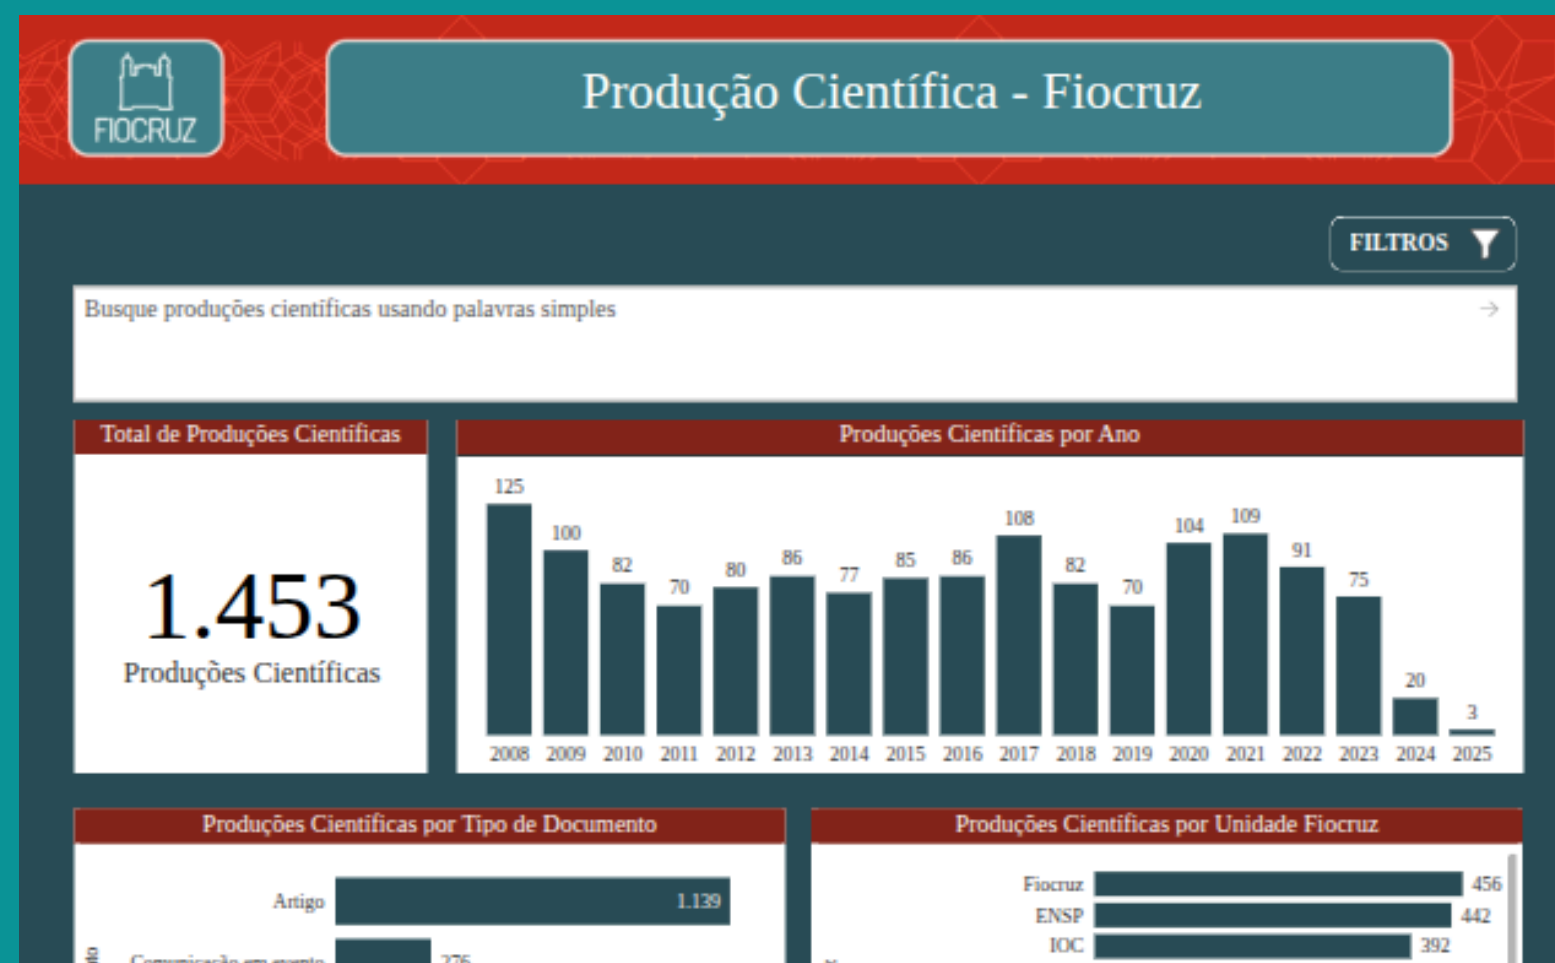 FIOCRUZ
Produção Científica - Fiocruz
FILTROS
Busque produções científicas usando palavras simples
Total de Produções Científicas
1.453
Produções Científicas
Produções Científicas por Ano
125 100 82 70 80 86 77 85 86 108 82 70 104 109 91 75 20 3
2008 2009 2010 2011 2012 2013 2014 2015 2016 2017 2018 2019 2020 2021 2022 2023 2024 2025
Produções Científicas por Tipo de Documento
Artigo 1.139
Comunicação em evento 276
Produções Científicas por Unidade Fiocruz
Fiocruz 456
ENSP 442
IOC 392